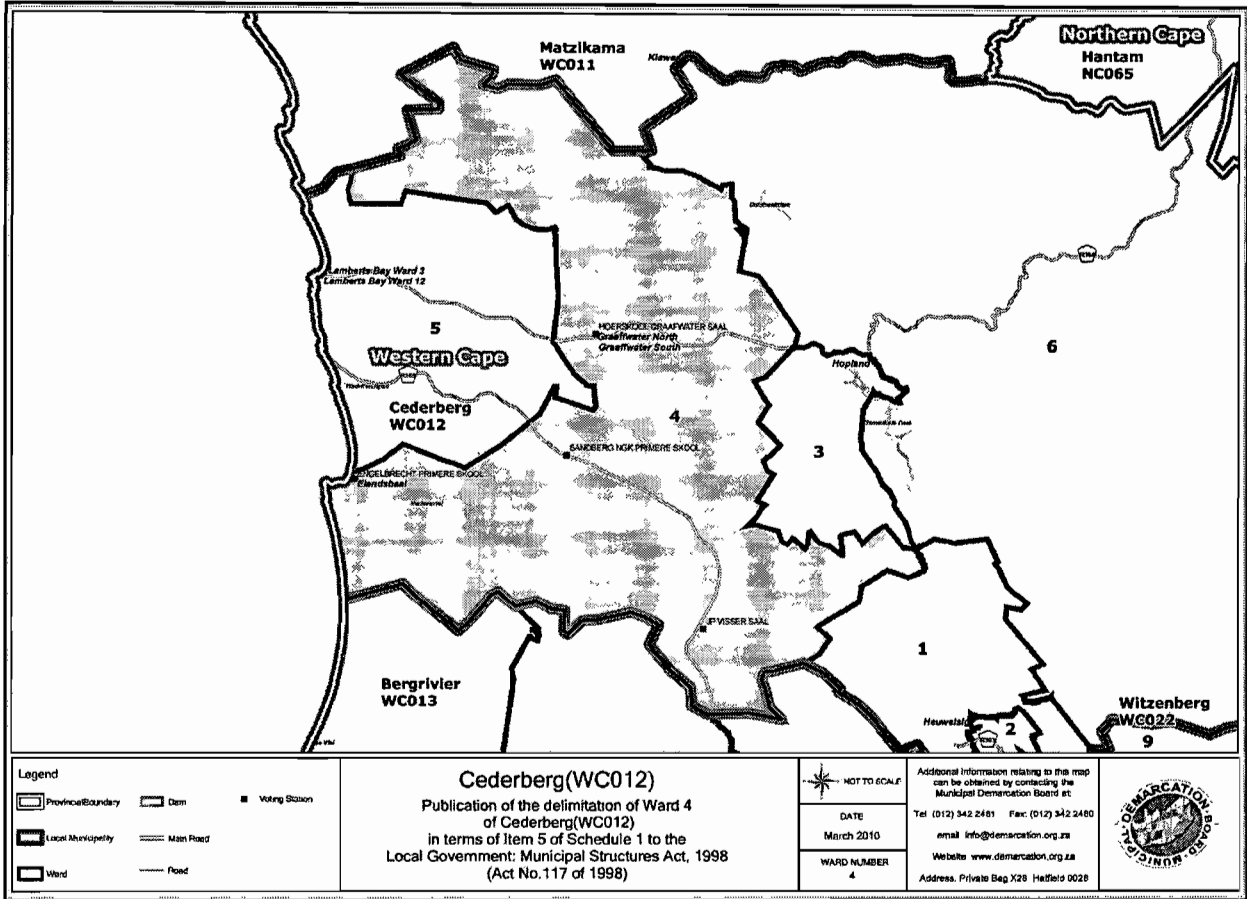 Northern Cape
Hantam
NC065
Matzikama
WC011
Klawer
Lamberts Bay Ward 3
Lamberts Bay Ward 12
5
Western Cape
HOERSKOOL GRAAFWATER SAAL
Graaffwater North
Graaffwater South
6
Hopland
Cederberg
WC012
4
3
SANDBERG NGK PRIMERE SKOOL
ENGELBRECHT PRIMERE SKOOL
Elandsbaai
JP VISSER SAAL
1
Bergrivier
WC013
Witzenberg
WC022
9
2
Legend
ProvincialBoundary
Dam
Voting Station
Local Municipality
Main Road
Ward
Road
Cederberg(WC012)
Publication of the delimitation of Ward 4
of Cederberg(WC012)
in terms of Item 5 of Schedule 1 to the
Local Government: Municipal Structures Act, 1998
(Act No.117 of 1998)
NOT TO SCALE
DATE
March 2010
WARD NUMBER
4
Additional information relating to this map
can be obtained by contacting the
Municipal Demarcation Board at:
Tel (012) 342 2481 Fax: (012) 342 2480
email info@demarcation.org.za
Website www.demarcation.org.za
Address. Private Bag X28 Hatfield 0028
MUNICIPAL DEMARCATION BOARD